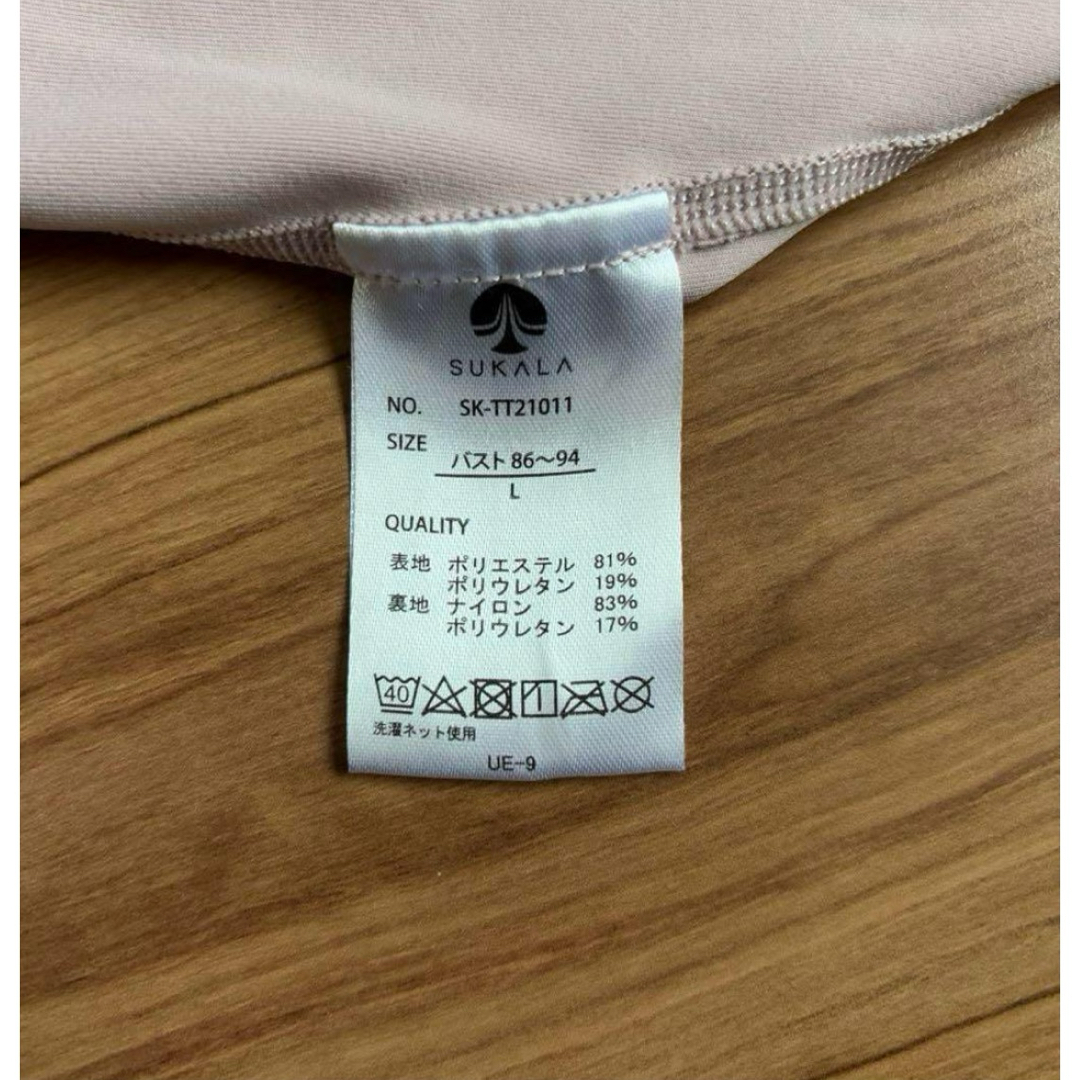 SUKALA
NO. SK-TT21011
SIZE バスト 86～94
L
QUALITY
表地 ポリエステル 81%
ポリウレタン 19%
裏地 ナイロン 83%
ポリウレタン 17%
40
洗濯ネット使用
UE-9